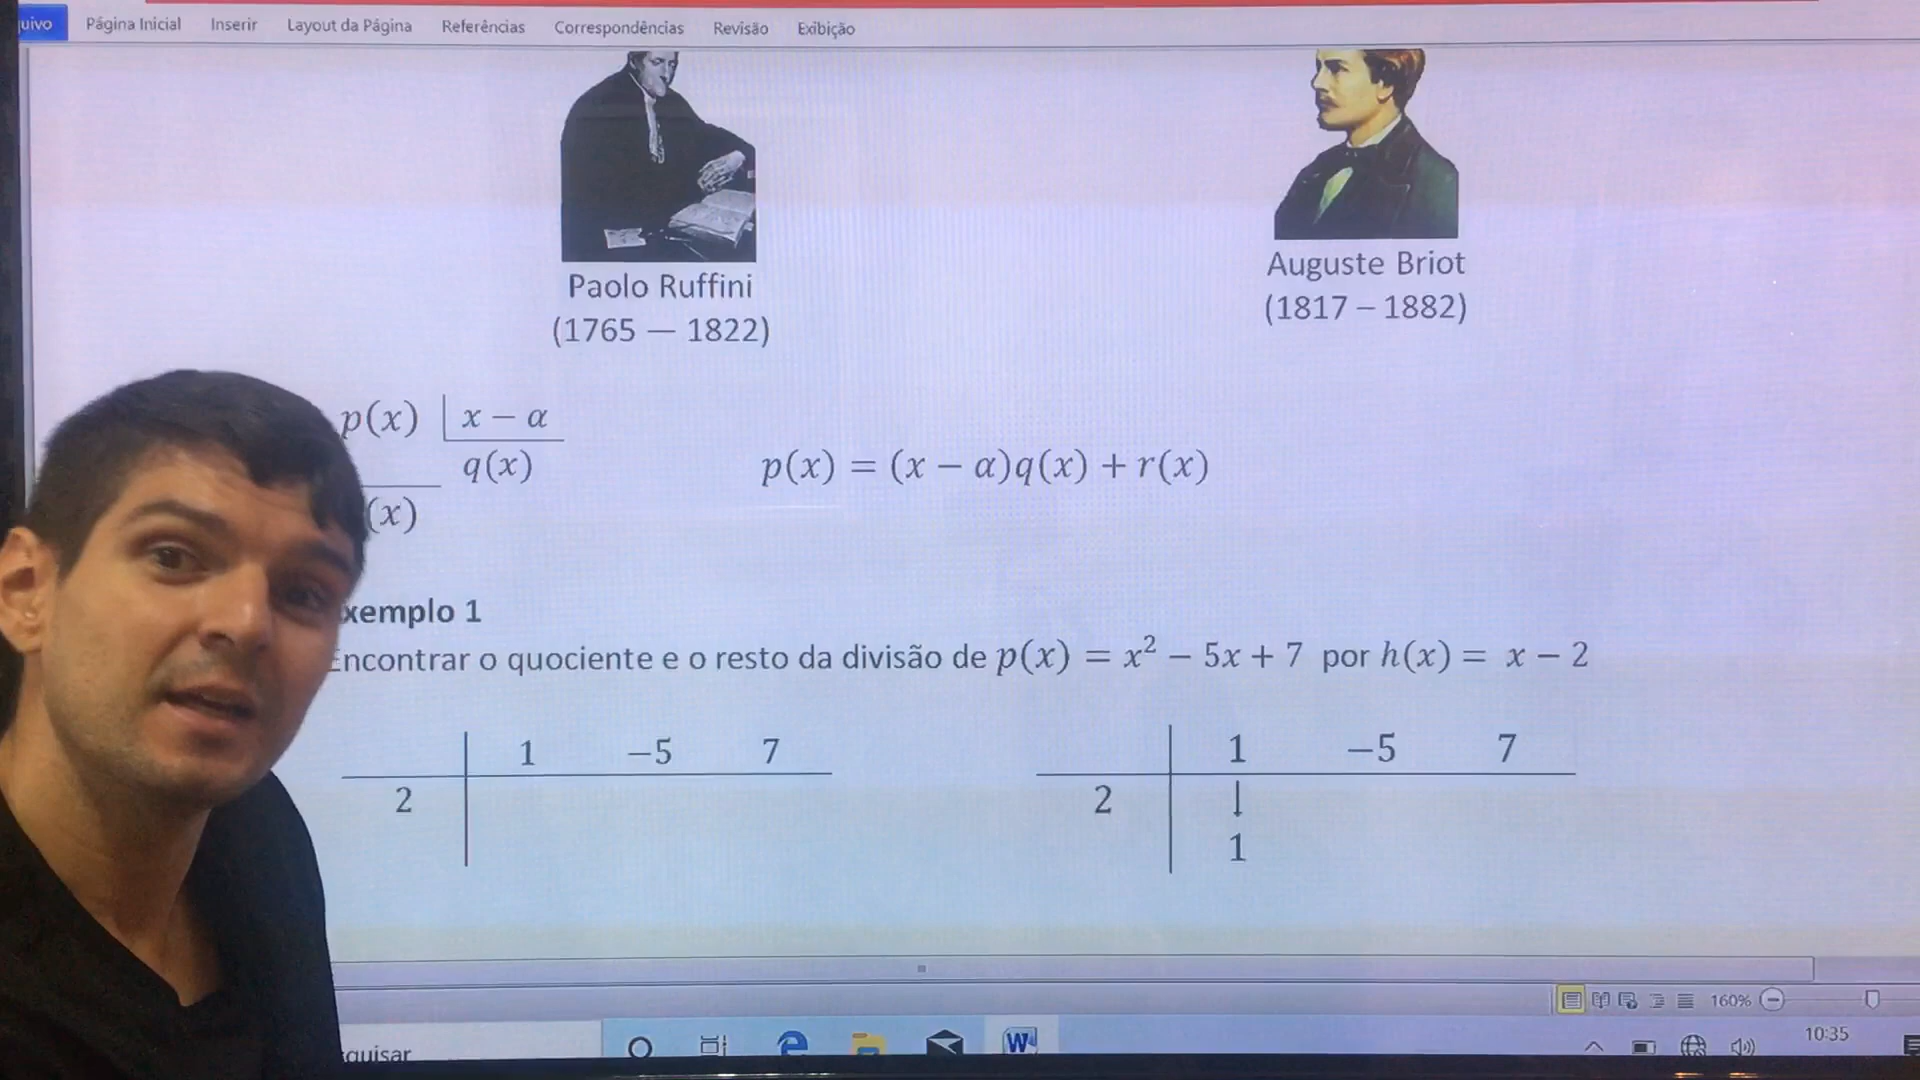 uivo Página Inicial Inserir Layout da Página Referências Correspondências Revisão Exibição
Paolo Ruffini
(1765 — 1822)
Auguste Briot
(1817 – 1882)
p(x) x − α
q(x)
(x)
p(x) = (x − α)q(x) + r(x)
xemplo 1
Encontrar o quociente e o resto da divisão de p(x) = x² − 5x + 7 por h(x) = x − 2
1 −5 7
2
1 −5 7
2 ↓
1
160%
quisar
10:35